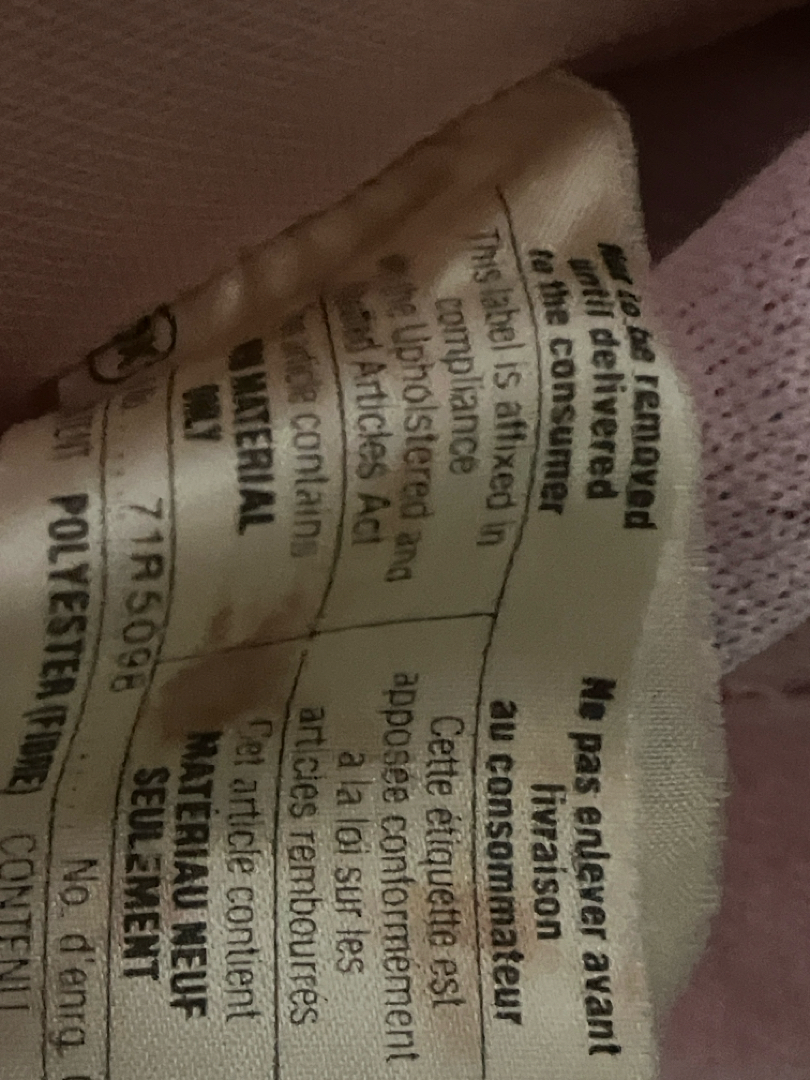 Not to be removed
until delivered
to the consumer
This label is affixed in
compliance
the Upholstered and
Articles Act
article contains
MATERIAL
ONLY
71R5098
POLYESTER (FIBRE)
Ne pas enlever avant
livraison
au consommateur
Cette étiquette est
apposée conformément
a la loi sur les
articles rembourrés
Cet article contient
MATÉRIAU NEUF
SEULEMENT
No. d'enrg.
CONTENU